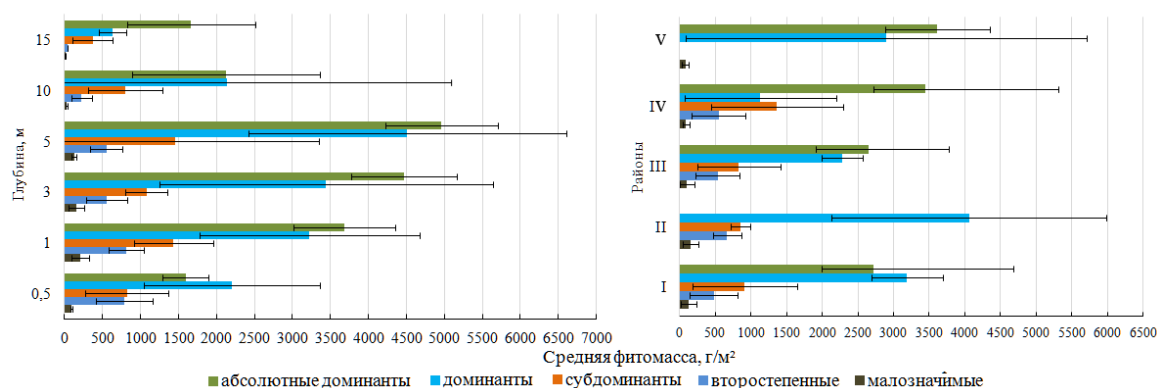 Глубина, м
15
10
5
3
1
0,5
0 500 1000 1500 2000 2500 3000 3500 4000 4500 5000 5500 6000 6500 7000
Районы
V
IV
III
II
I
0 500 1000 1500 2000 2500 3000 3500 4000 4500 5000 5500 6000 6500
Средняя фитомасса, г/м²
абсолютные доминанты доминанты субдоминанты второстепенные малозначимые